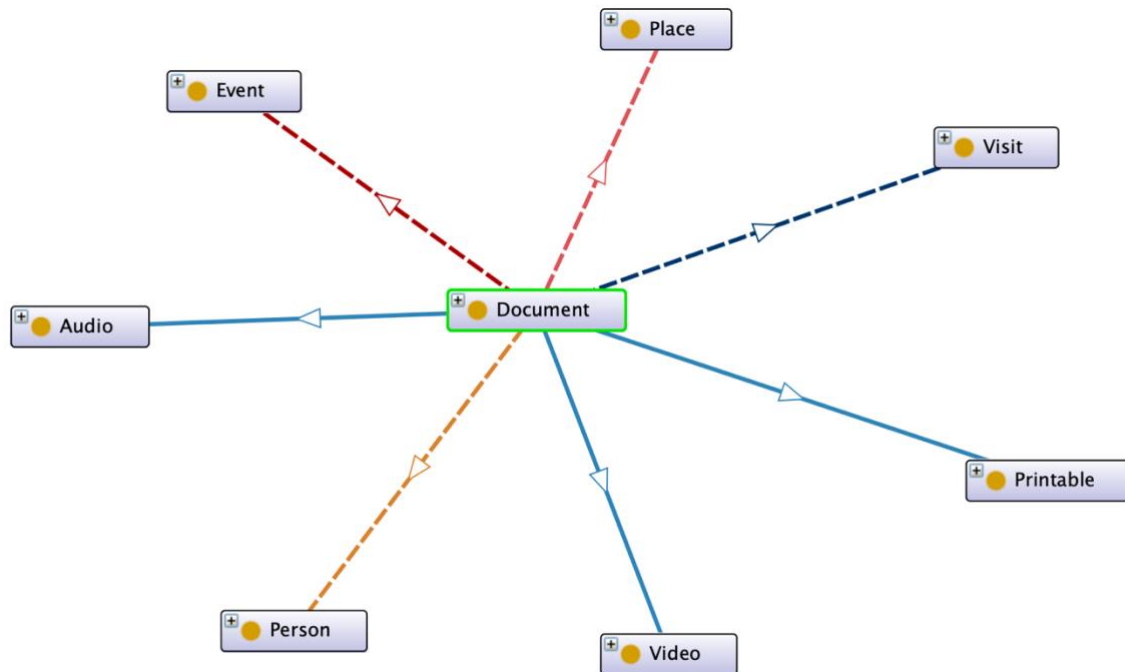 Place
Event
Visit
Document
Audio
Printable
Person
Video